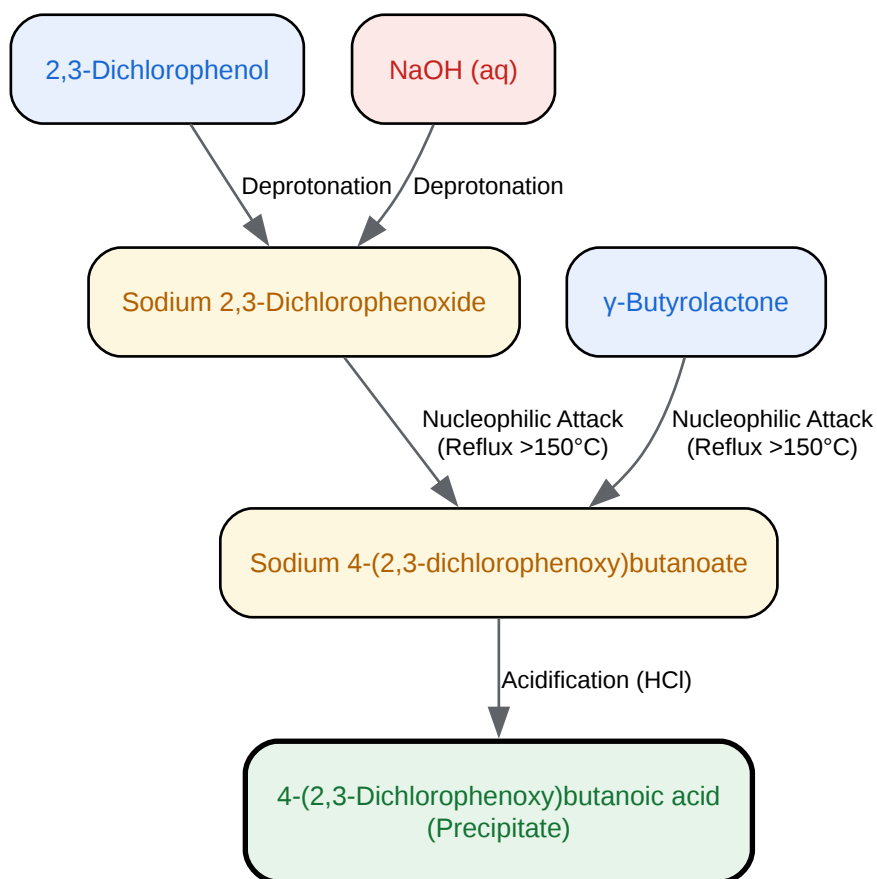 2,3-Dichlorophenol
NaOH (aq)
Deprotonation
Deprotonation
Sodium 2,3-Dichlorophenoxide
γ-Butyrolactone
Nucleophilic Attack
(Reflux >150°C)
Nucleophilic Attack
(Reflux >150°C)
Sodium 4-(2,3-dichlorophenoxy)butanoate
Acidification (HCl)
4-(2,3-Dichlorophenoxy)butanoic acid
(Precipitate)